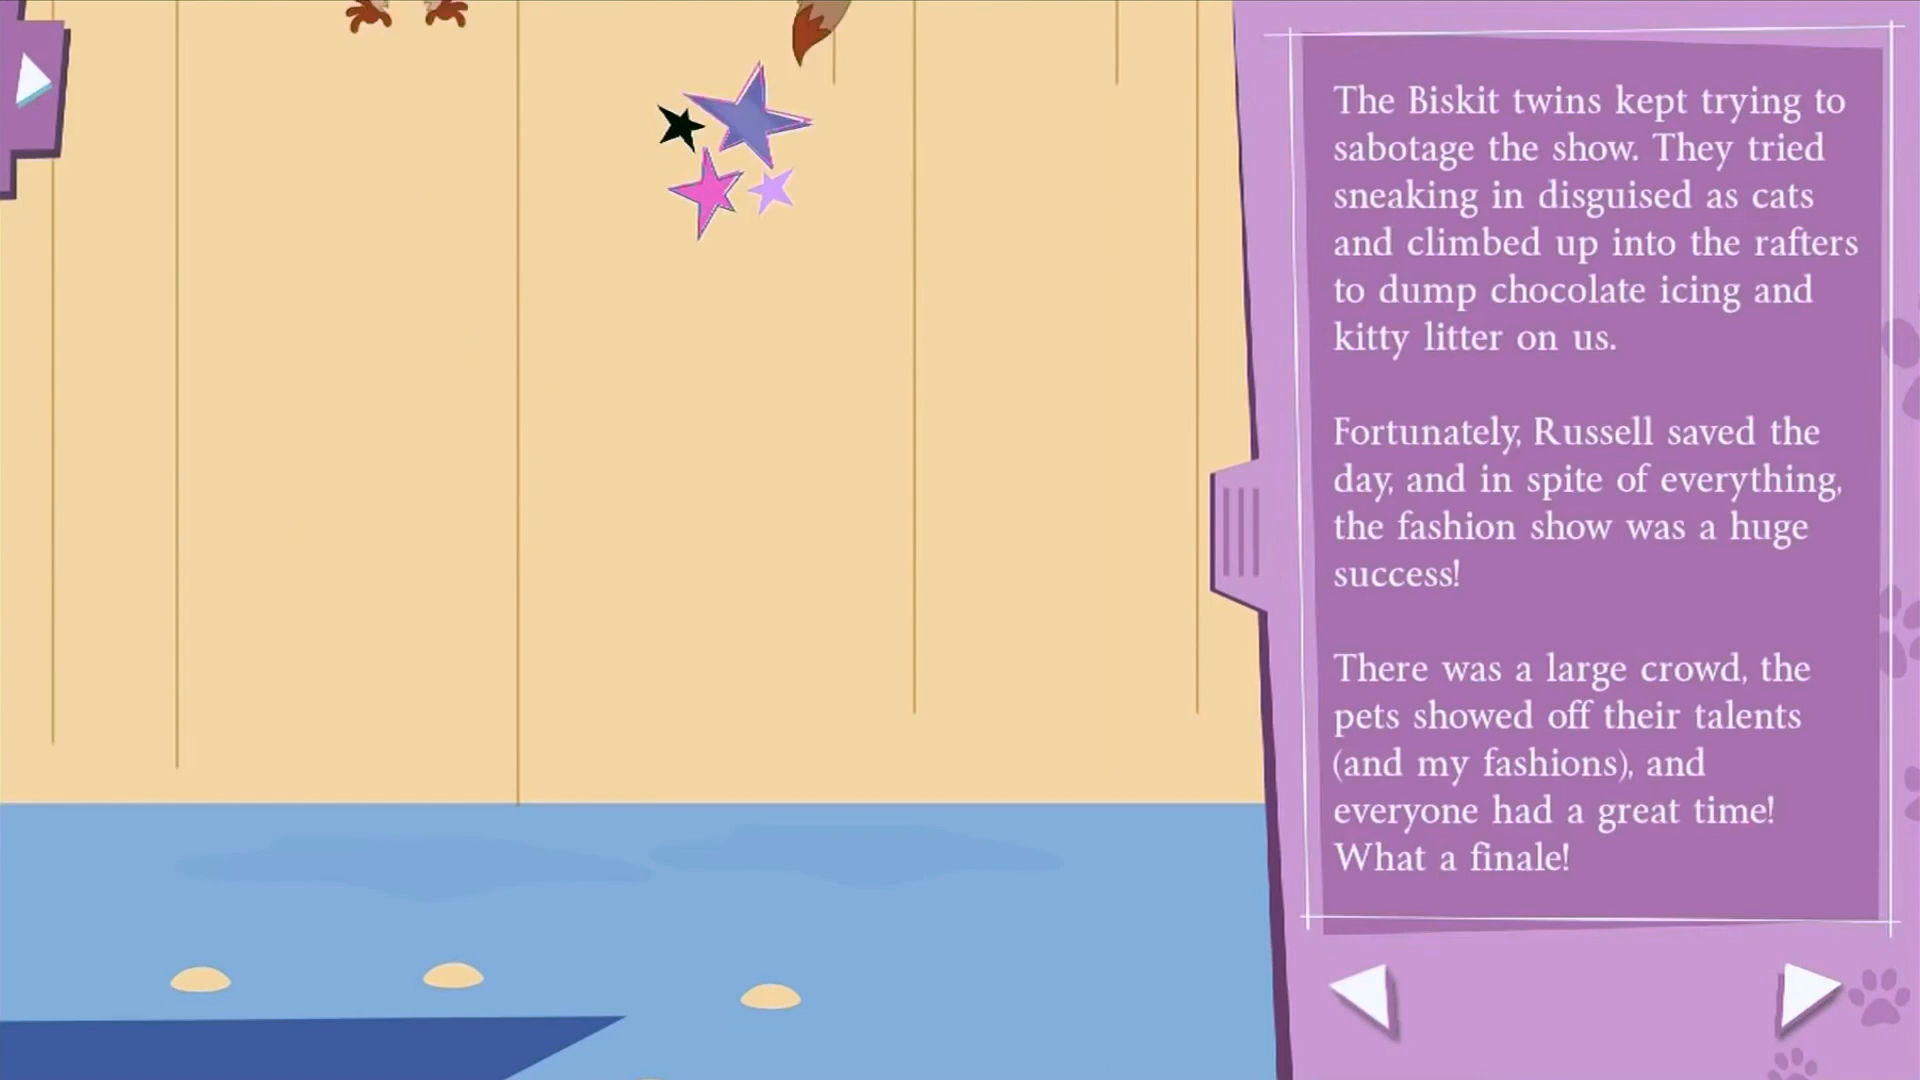 The Biskit twins kept trying to
sabotage the show. They tried
sneaking in disguised as cats
and climbed up into the rafters
to dump chocolate icing and
kitty litter on us.
Fortunately, Russell saved the
day, and in spite of everything,
the fashion show was a huge
success!
There was a large crowd, the
pets showed off their talents
(and my fashions), and
everyone had a great time!
What a finale!